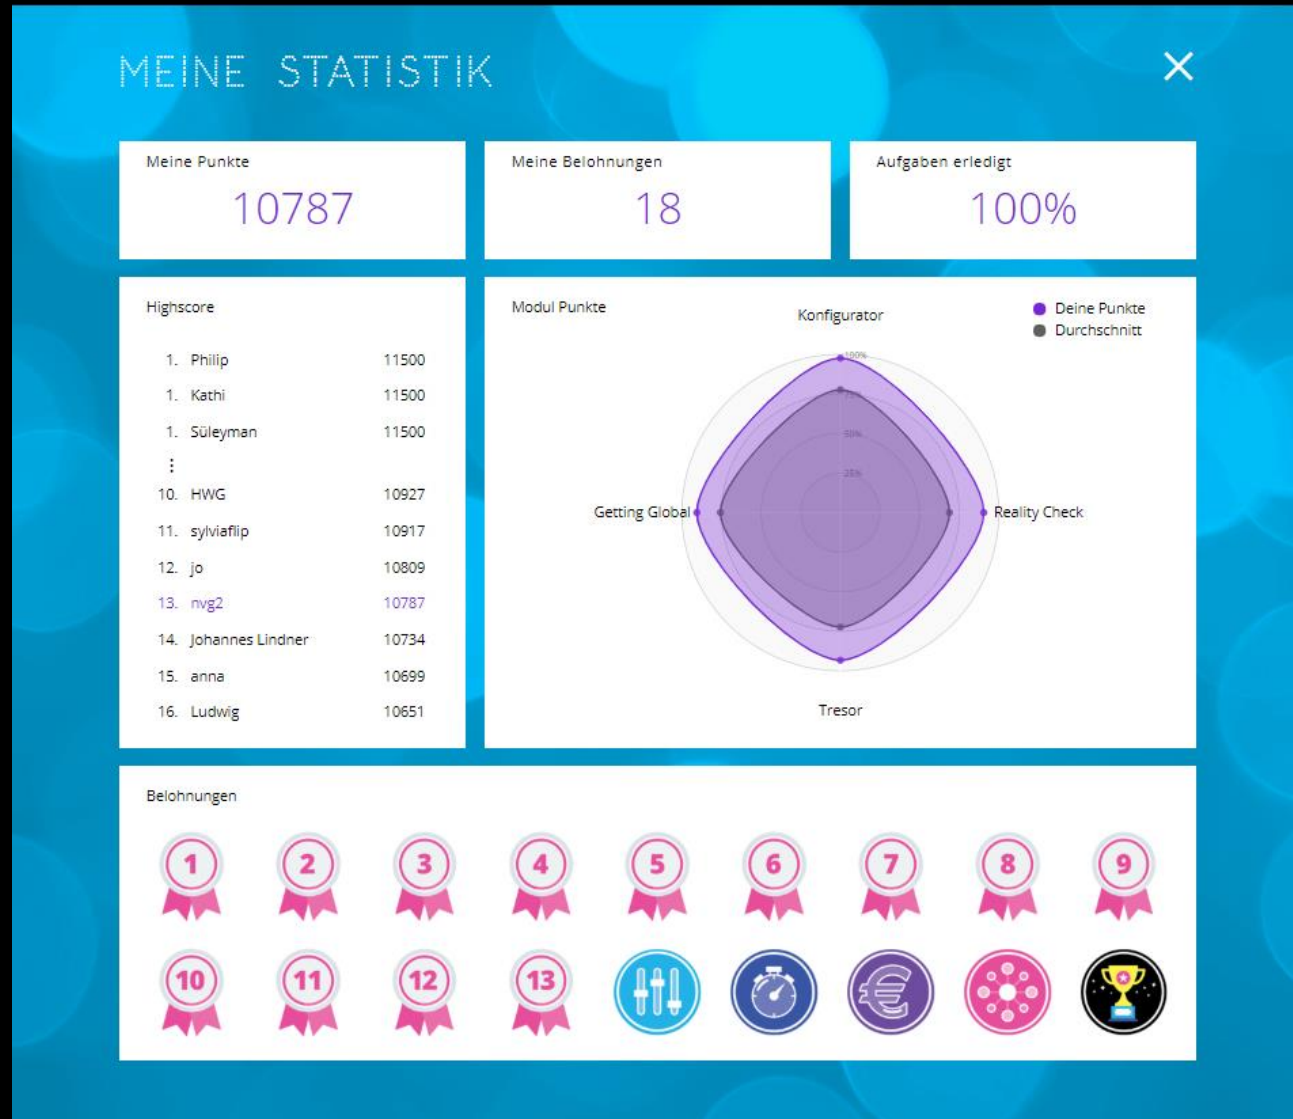 MEINE STATISTIK
Meine Punkte
10787
Meine Belohnungen
18
Aufgaben erledigt
100%
Highscore
1. Philip 11500
1. Kathi 11500
1. Süleyman 11500
⋮
10. HWG 10927
11. sylviaflip 10917
12. jo 10809
13. nvg2 10787
14. Johannes Lindner 10734
15. anna 10699
16. Ludwig 10651
Modul Punkte
Deine Punkte
Durchschnitt
Konfigurator
100%
75%
50%
25%
Getting Global
Reality Check
Tresor
Belohnungen
1 2 3 4 5 6 7 8 9
10 11 12 13 €